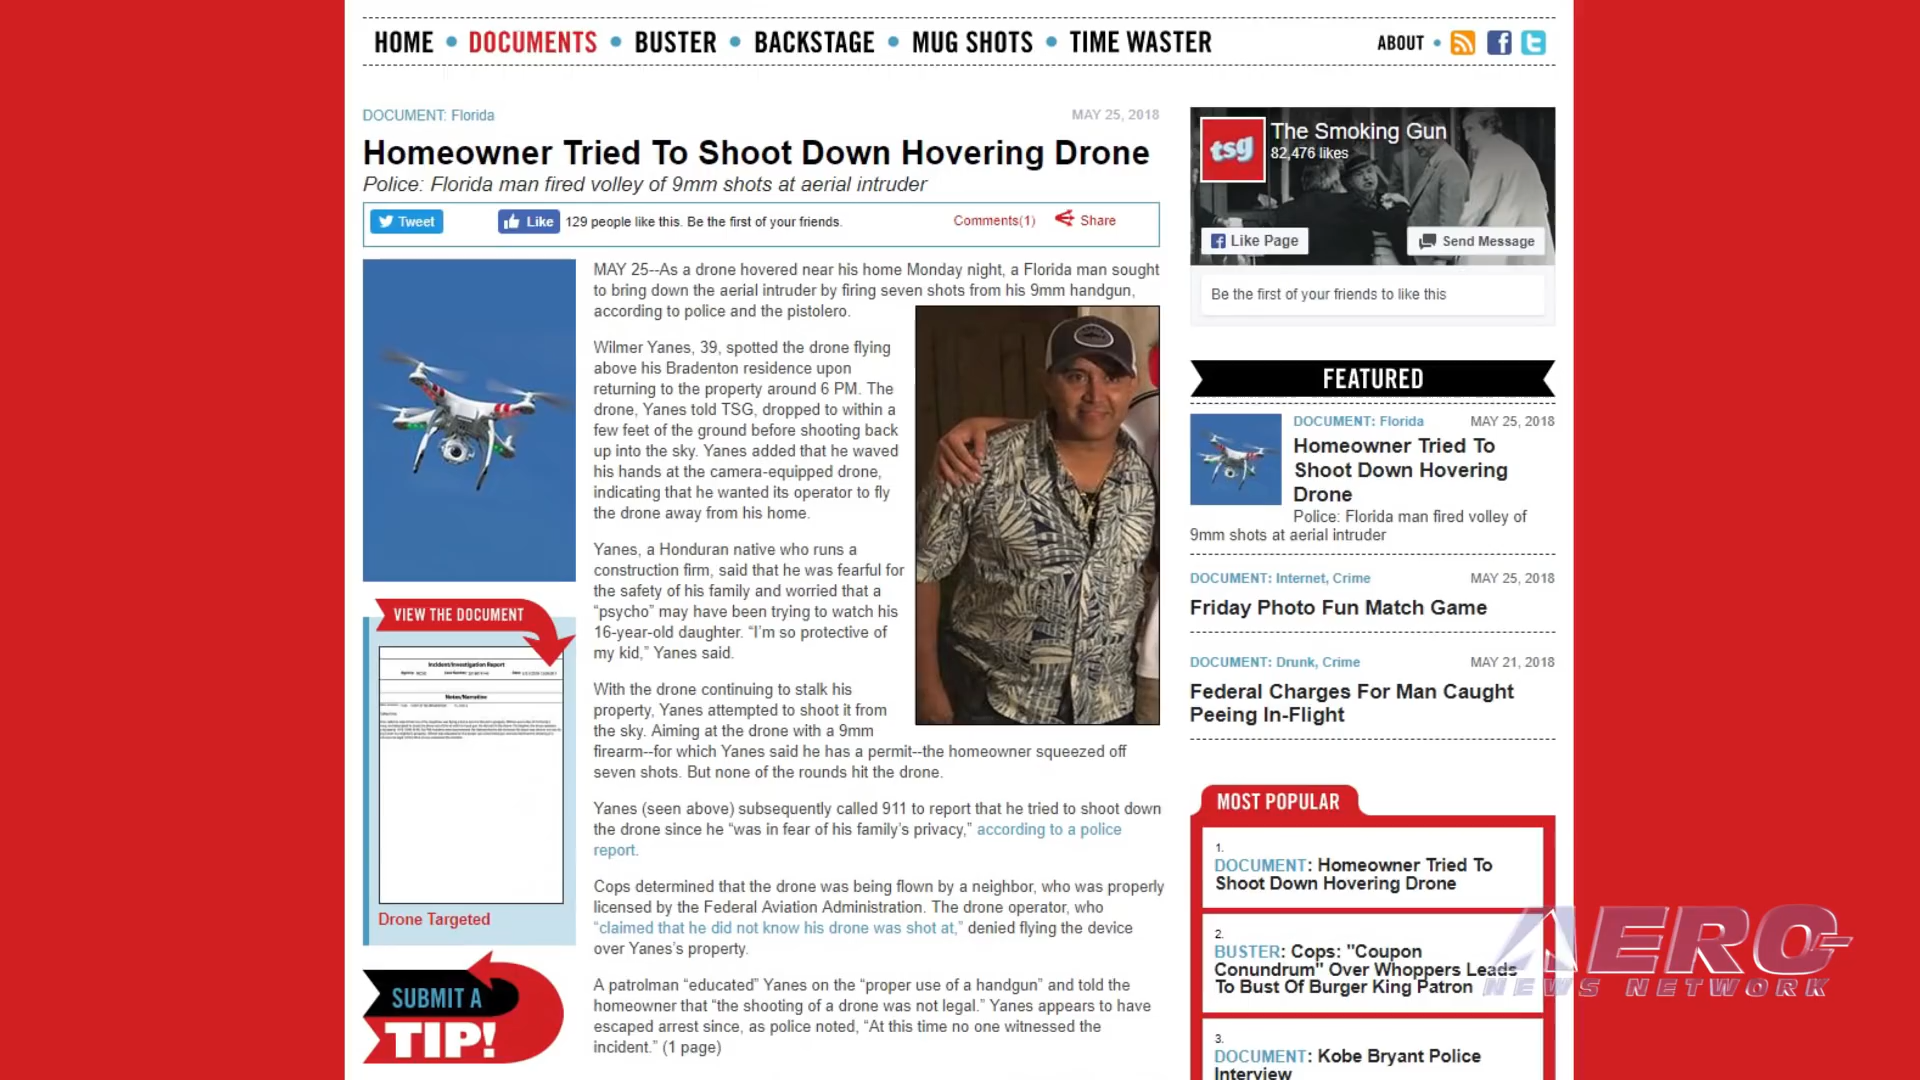 HOME • DOCUMENTS • BUSTER • BACKSTAGE • MUG SHOTS • TIME WASTER
ABOUT •
DOCUMENT: Florida
MAY 25, 2018
Homeowner Tried To Shoot Down Hovering Drone
Police: Florida man fired volley of 9mm shots at aerial intruder
Tweet
Like
129 people like this. Be the first of your friends.
Comments(1)
Share
MAY 25--As a drone hovered near his home Monday night, a Florida man sought
to bring down the aerial intruder by firing seven shots from his 9mm handgun,
according to police and the pistolero.
Wilmer Yanes, 39, spotted the drone flying
above his Bradenton residence upon
returning to the property around 6 PM. The
drone, Yanes told TSG, dropped to within a
few feet of the ground before shooting back
up into the sky. Yanes added that he waved
his hands at the camera-equipped drone,
indicating that he wanted its operator to fly
the drone away from his home.
Yanes, a Honduran native who runs a
construction firm, said that he was fearful for
the safety of his family and worried that a
“psycho” may have been trying to watch his
16-year-old daughter. “I’m so protective of
my kid,” Yanes said.
With the drone continuing to stalk his
property, Yanes attempted to shoot it from
the sky. Aiming at the drone with a 9mm
firearm--for which Yanes said he has a permit--the homeowner squeezed off
seven shots. But none of the rounds hit the drone.
Yanes (seen above) subsequently called 911 to report that he tried to shoot down
the drone since he “was in fear of his family’s privacy,” according to a police
report.
Cops determined that the drone was being flown by a neighbor, who was properly
licensed by the Federal Aviation Administration. The drone operator, who
“claimed that he did not know his drone was shot at,” denied flying the device
over Yanes’s property.
A patrolman “educated” Yanes on the “proper use of a handgun” and told the
homeowner that “the shooting of a drone was not legal.” Yanes appears to have
escaped arrest since, as police noted, “At this time no one witnessed the
incident.” (1 page)
VIEW THE DOCUMENT
Incident/Investigation Report
Notes/Narrative
Drone Targeted
SUBMIT A
TIP!
tsg
The Smoking Gun
82,476 likes
Like Page
Send Message
Be the first of your friends to like this
FEATURED
DOCUMENT: Florida
MAY 25, 2018
Homeowner Tried To
Shoot Down Hovering
Drone
Police: Florida man fired volley of
9mm shots at aerial intruder
DOCUMENT: Internet, Crime
MAY 25, 2018
Friday Photo Fun Match Game
DOCUMENT: Drunk, Crime
MAY 21, 2018
Federal Charges For Man Caught
Peeing In-Flight
MOST POPULAR
1.
DOCUMENT: Homeowner Tried To
Shoot Down Hovering Drone
2.
BUSTER: Cops: "Coupon
Conundrum" Over Whoppers Leads
To Bust Of Burger King Patron
3.
DOCUMENT: Kobe Bryant Police
Interview
AERO-
NEWS NETWORK